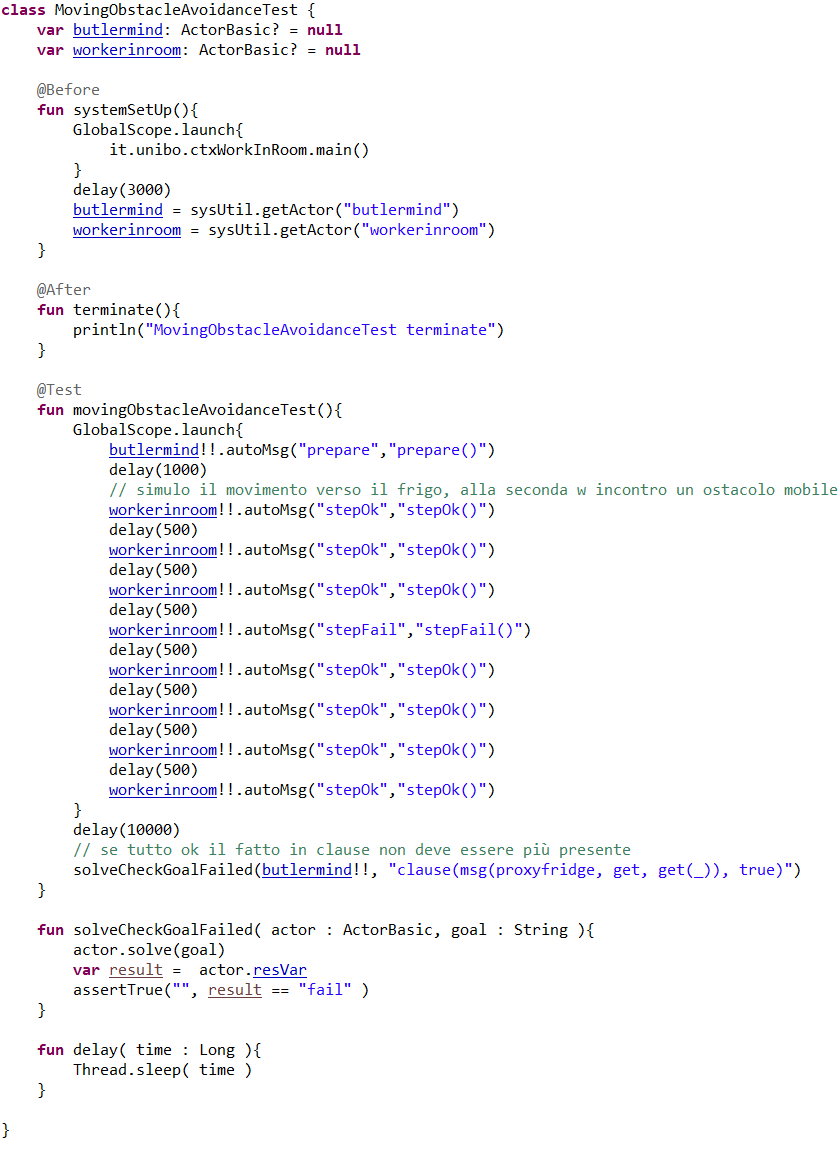 class MovingObstacleAvoidanceTest {
    var butlermind: ActorBasic? = null
    var workerinroom: ActorBasic? = null

    @Before
    fun systemSetUp(){
        GlobalScope.launch{
            it.unibo.ctxWorkInRoom.main()
        }
        delay(3000)
        butlermind = sysUtil.getActor("butlermind")
        workerinroom = sysUtil.getActor("workerinroom")
    }

    @After
    fun terminate(){
        println("MovingObstacleAvoidanceTest terminate")
    }

    @Test
    fun movingObstacleAvoidanceTest(){
        GlobalScope.launch{
            butlermind!!.autoMsg("prepare","prepare()")
            delay(1000)
            // simulo il movimento verso il frigo, alla seconda w incontro un ostacolo mobile
            workerinroom!!.autoMsg("stepOk","stepOk()")
            delay(500)
            workerinroom!!.autoMsg("stepOk","stepOk()")
            delay(500)
            workerinroom!!.autoMsg("stepOk","stepOk()")
            delay(500)
            workerinroom!!.autoMsg("stepFail","stepFail()")
            delay(500)
            workerinroom!!.autoMsg("stepOk","stepOk()")
            delay(500)
            workerinroom!!.autoMsg("stepOk","stepOk()")
            delay(500)
            workerinroom!!.autoMsg("stepOk","stepOk()")
            delay(500)
            workerinroom!!.autoMsg("stepOk","stepOk()")
        }
        delay(10000)
        // se tutto ok il fatto in clause non deve essere più presente
        solveCheckGoalFailed(butlermind!!, "clause(msg(proxyfridge, get, get(_)), true)")
    }

    fun solveCheckGoalFailed( actor : ActorBasic, goal : String ){
        actor.solve(goal)
        var result =  actor.resVar
        assertTrue("", result == "fail" )
    }

    fun delay( time : Long ){
        Thread.sleep( time )
    }

}